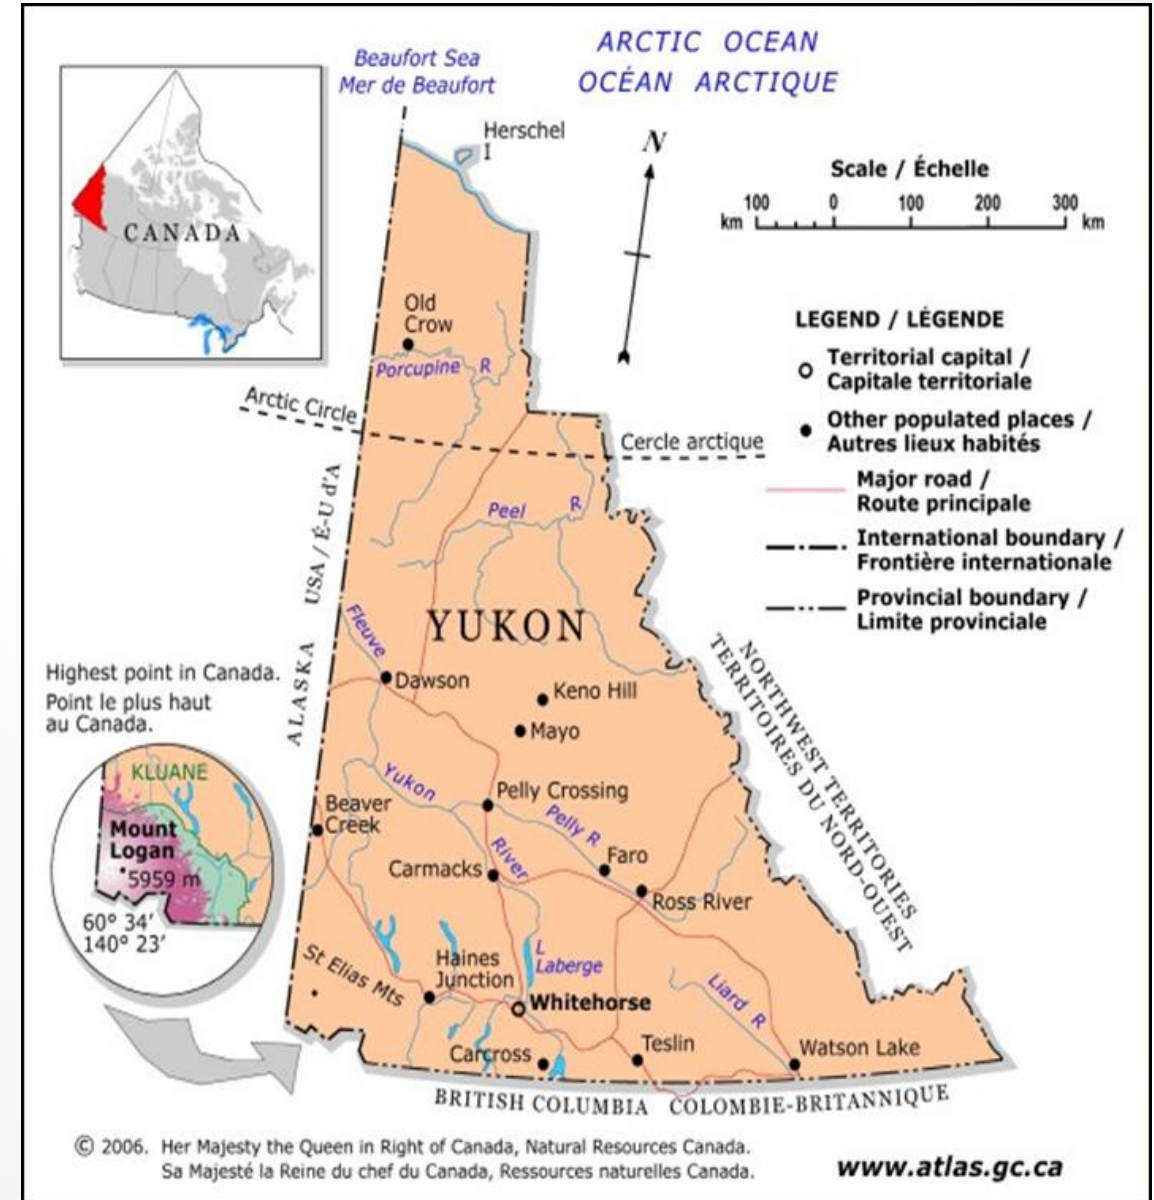 ARCTIC OCEAN
OCÉAN ARCTIQUE
Beaufort Sea
Mer de Beaufort
Herschel
I
N
Scale / Échelle
100 0 100 200 300
km km
CANADA
LEGEND / LÉGENDE
Territorial capital /
Capitale territoriale
Other populated places /
Autres lieux habités
Major road /
Route principale
International boundary /
Frontière internationale
Provincial boundary /
Limite provinciale
Old
Crow
Porcupine R
Arctic Circle
Cercle arctique
Peel R
ALASKA USA / É-U d'A
YUKON
Fleuve
Dawson
Keno Hill
Mayo
NORTHWEST TERRITORIES
TERRITOIRES DU NORD-OUEST
Highest point in Canada.
Point le plus haut
au Canada.
KLUANE
Mount
Logan
5959 m
60° 34′
140° 23′
Yukon
River
Pelly Crossing
Pelly R
Beaver
Creek
Carmacks
Faro
Ross River
L
Laberge
Haines
Junction
St Elias Mts
Whitehorse
Liard R
Carcross
Teslin
Watson Lake
BRITISH COLUMBIA COLOMBIE-BRITANNIQUE
© 2006. Her Majesty the Queen in Right of Canada, Natural Resources Canada.
Sa Majesté la Reine du chef du Canada, Ressources naturelles Canada.
www.atlas.gc.ca